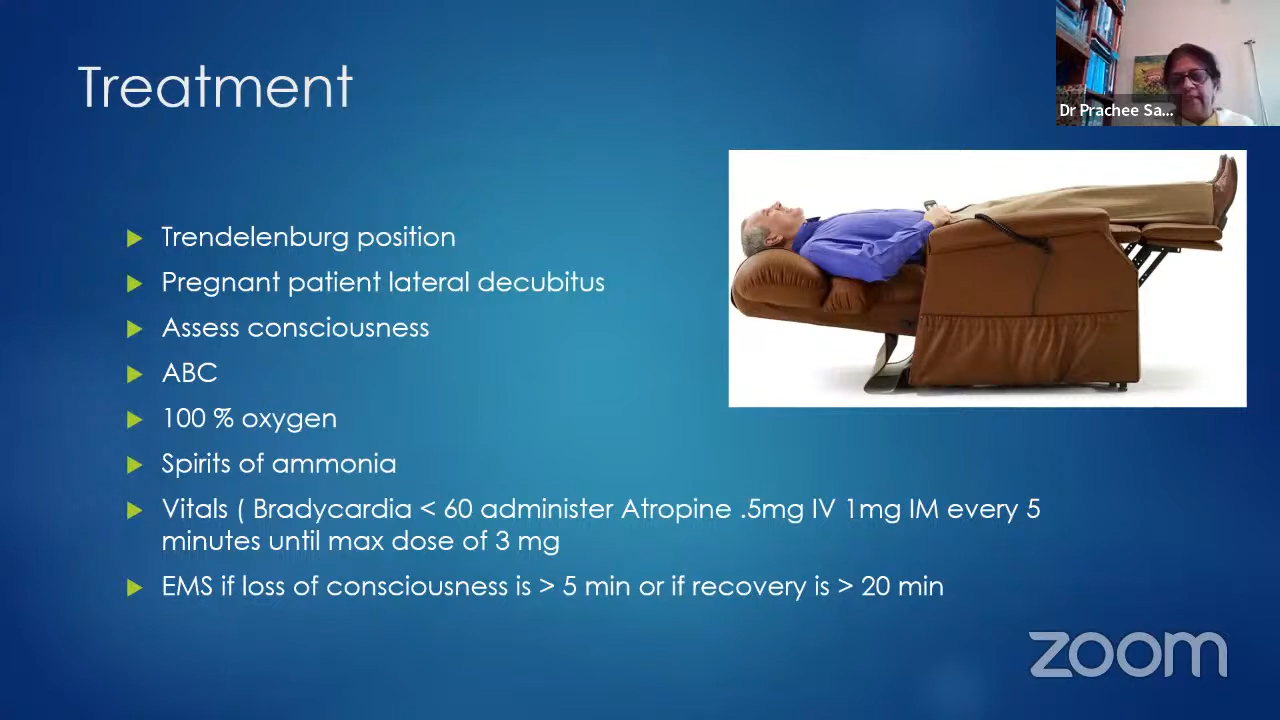 Treatment
Dr Prachee Sa...
Trendelenburg position
Pregnant patient lateral decubitus
Assess consciousness
ABC
100 % oxygen
Spirits of ammonia
Vitals ( Bradycardia < 60 administer Atropine .5mg IV 1mg IM every 5
minutes until max dose of 3 mg
EMS if loss of consciousness is > 5 min or if recovery is > 20 min
zoom